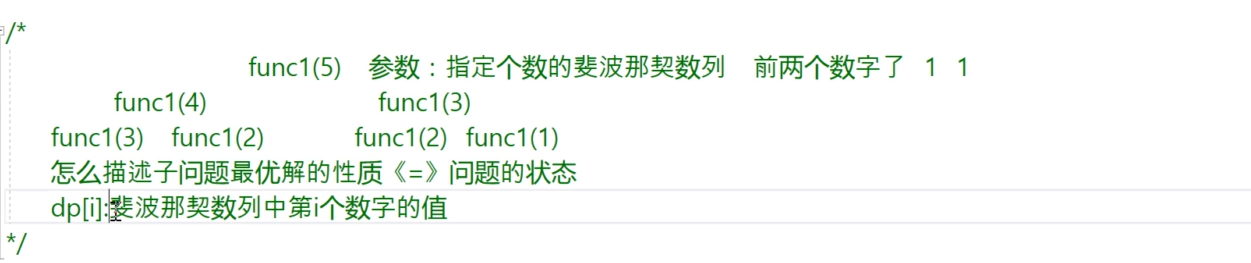 /*
func1(5) 参数：指定个数的斐波那契数列 前两个数字了 1 1
func1(4) func1(3)
func1(3) func1(2) func1(2) func1(1)
怎么描述子问题最优解的性质《=》问题的状态
dp[i]:斐波那契数列中第i个数字的值
*/